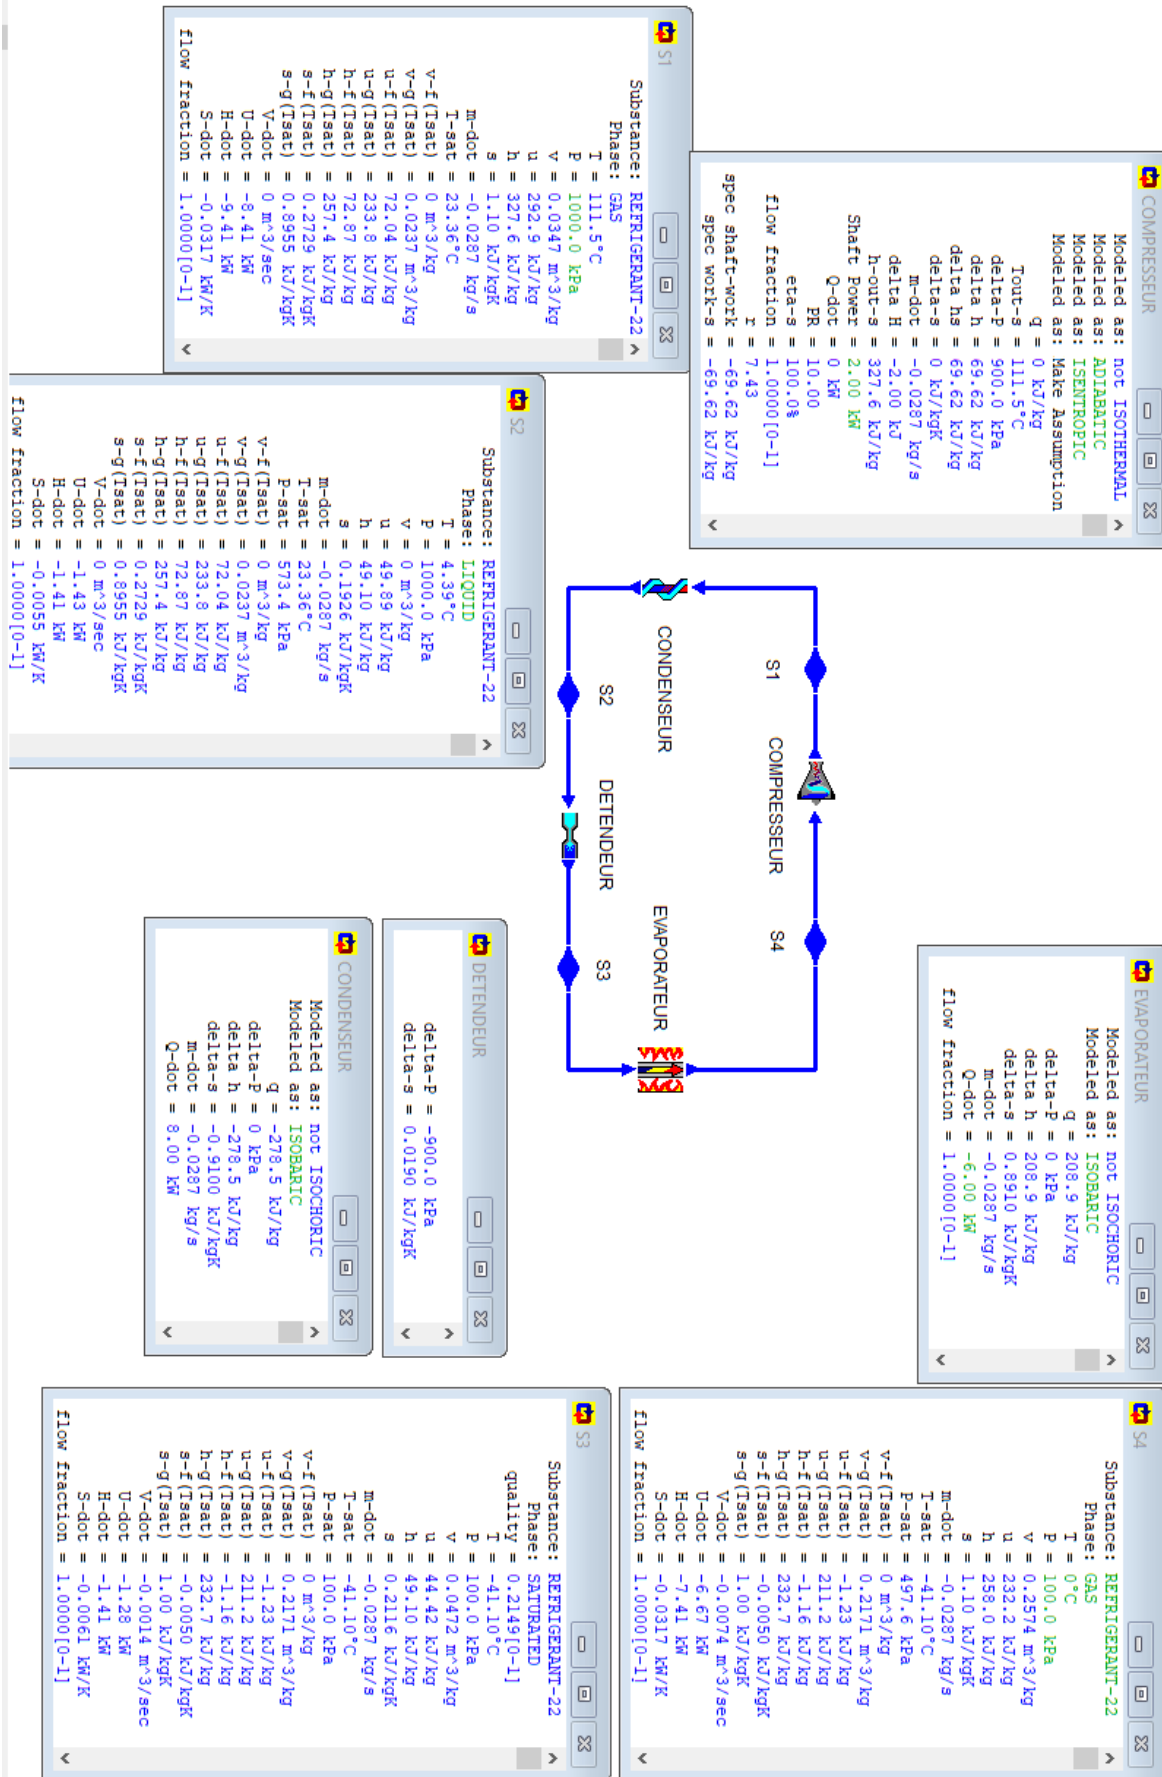 COMPRESSEUR
Modeled as: not ISOTHERMAL
Modeled as: ADIABATIC
Modeled as: ISENTROPIC
Modeled as: Make Assumption
q = 0 kJ/kg
Tout-s = 111.5°C
delta-P = 900.0 kPa
delta h = 69.62 kJ/kg
delta hs = 69.62 kJ/kg
delta-s = 0 kJ/kgK
m-dot = -0.0287 kg/s
delta H = -2.00 kJ
h-out-s = 327.6 kJ/kg
Shaft Power = 2.00 kW
Q-dot = 0 kW
eta-s = 100.0%
PR = 10.00
flow fraction = 1.0000[0-1]
r = 7.43
spec shaft-work = -69.62 kJ/kg
spec work-s = -69.62 kJ/kg
EVAPORATEUR
Modeled as: not ISOCHORIC
Modeled as: ISOBARIC
q = 208.9 kJ/kg
delta-P = 0 kPa
delta h = 208.9 kJ/kg
delta-s = 0.8910 kJ/kgK
m-dot = -0.0287 kg/s
Q-dot = -6.00 kW
flow fraction = 1.0000[0-1]
S4
Substance: REFRIGERANT-22
Phase: GAS
T = 0°C
P = 100.0 kPa
v = 0.2574 m^3/kg
u = 232.2 kJ/kg
h = 258.0 kJ/kg
s = 1.10 kJ/kgK
m-dot = -0.0287 kg/s
T-sat = -41.10°C
P-sat = 497.6 kPa
v-f(Tsat) = 0 m^3/kg
v-g(Tsat) = 0.2171 m^3/kg
u-f(Tsat) = -1.23 kJ/kg
u-g(Tsat) = 211.2 kJ/kg
h-f(Tsat) = -1.16 kJ/kg
h-g(Tsat) = 232.7 kJ/kg
s-f(Tsat) = -0.0050 kJ/kgK
s-g(Tsat) = 1.00 kJ/kgK
V-dot = -0.0074 m^3/sec
U-dot = -6.67 kW
H-dot = -7.41 kW
S-dot = -0.0317 kW/K
flow fraction = 1.0000[0-1]
S1
Substance: REFRIGERANT-22
Phase: GAS
T = 111.5°C
P = 1000.0 kPa
v = 0.0347 m^3/kg
u = 292.9 kJ/kg
h = 327.6 kJ/kg
s = 1.10 kJ/kgK
m-dot = -0.0287 kg/s
T-sat = 23.36°C
v-f(Tsat) = 0 m^3/kg
v-g(Tsat) = 0.0237 m^3/kg
u-f(Tsat) = 72.04 kJ/kg
u-g(Tsat) = 233.8 kJ/kg
h-f(Tsat) = 72.87 kJ/kg
h-g(Tsat) = 257.4 kJ/kg
s-f(Tsat) = 0.2729 kJ/kgK
s-g(Tsat) = 0.8955 kJ/kgK
V-dot = 0 m^3/sec
U-dot = -8.41 kW
H-dot = -9.41 kW
S-dot = -0.0317 kW/K
flow fraction = 1.0000[0-1]
S1
COMPRESSEUR
S4
CONDENSEUR
EVAPORATEUR
S2
DETENDEUR
S3
S2
Substance: REFRIGERANT-22
Phase: LIQUID
T = 4.39°C
P = 1000.0 kPa
v = 0 m^3/kg
u = 49.89 kJ/kg
h = 49.10 kJ/kg
s = 0.1926 kJ/kgK
m-dot = -0.0287 kg/s
T-sat = 23.36°C
P-sat = 573.4 kPa
v-f(Tsat) = 0 m^3/kg
v-g(Tsat) = 0.0237 m^3/kg
u-f(Tsat) = 72.04 kJ/kg
u-g(Tsat) = 233.8 kJ/kg
h-f(Tsat) = 72.87 kJ/kg
h-g(Tsat) = 257.4 kJ/kg
s-f(Tsat) = 0.2729 kJ/kgK
s-g(Tsat) = 0.8955 kJ/kgK
V-dot = 0 m^3/sec
U-dot = -1.43 kW
H-dot = -1.41 kW
S-dot = -0.0055 kW/K
flow fraction = 1.0000[0-1]
DETENDEUR
delta-P = -900.0 kPa
delta-s = 0.0190 kJ/kgK
CONDENSEUR
Modeled as: not ISOCHORIC
Modeled as: ISOBARIC
q = -278.5 kJ/kg
delta-P = 0 kPa
delta h = -278.5 kJ/kg
delta-s = -0.9100 kJ/kgK
m-dot = -0.0287 kg/s
Q-dot = 8.00 kW
S3
Substance: REFRIGERANT-22
Phase: SATURATED
quality = 0.2149[0-1]
T = -41.10°C
P = 100.0 kPa
v = 0.0472 m^3/kg
u = 44.42 kJ/kg
h = 49.10 kJ/kg
s = 0.2116 kJ/kgK
m-dot = -0.0287 kg/s
T-sat = -41.10°C
P-sat = 100.0 kPa
v-f(Tsat) = 0 m^3/kg
v-g(Tsat) = 0.2171 m^3/kg
u-f(Tsat) = -1.23 kJ/kg
u-g(Tsat) = 211.2 kJ/kg
h-f(Tsat) = -1.16 kJ/kg
h-g(Tsat) = 232.7 kJ/kg
s-f(Tsat) = -0.0050 kJ/kgK
s-g(Tsat) = 1.00 kJ/kgK
V-dot = -0.0014 m^3/sec
U-dot = -1.28 kW
H-dot = -1.41 kW
S-dot = -0.0061 kW/K
flow fraction = 1.0000[0-1]